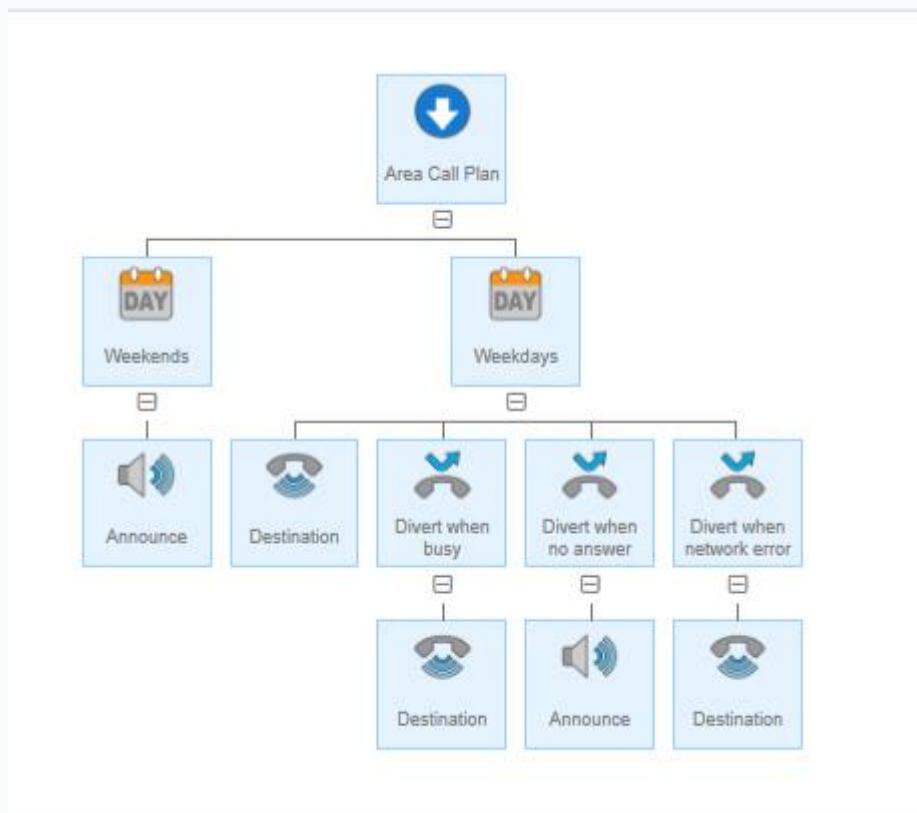 Area Call Plan
DAY
DAY
Weekends
Weekdays
Announce
Destination
Divert when
busy
Divert when
no answer
Divert when
network error
Destination
Announce
Destination